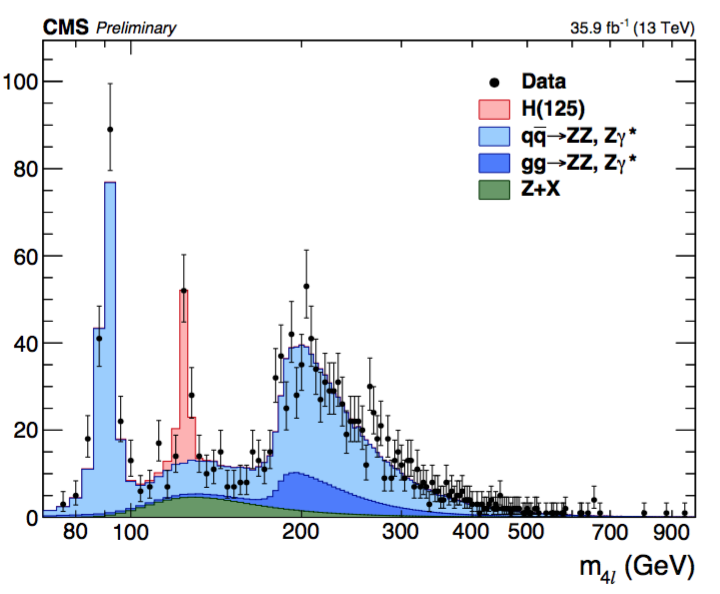 CMS Preliminary 35.9 fb⁻¹ (13 TeV)
Data
H(125)
qq̅→ZZ, Zγ*
gg→ZZ, Zγ*
Z+X
100
80
60
40
20
0
80 100 200 300 400 500 700 900
m₄ₗ (GeV)